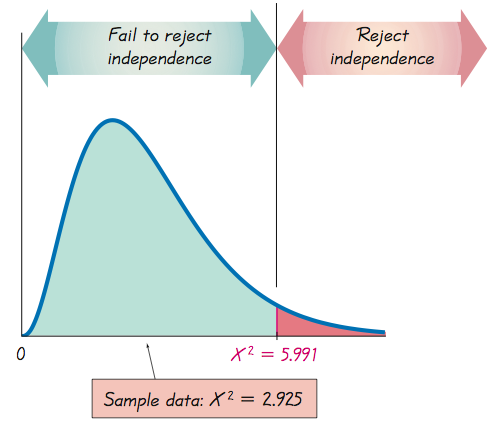 Fail to reject
independence
Reject
independence
0
X² = 5.991
Sample data: X² = 2.925